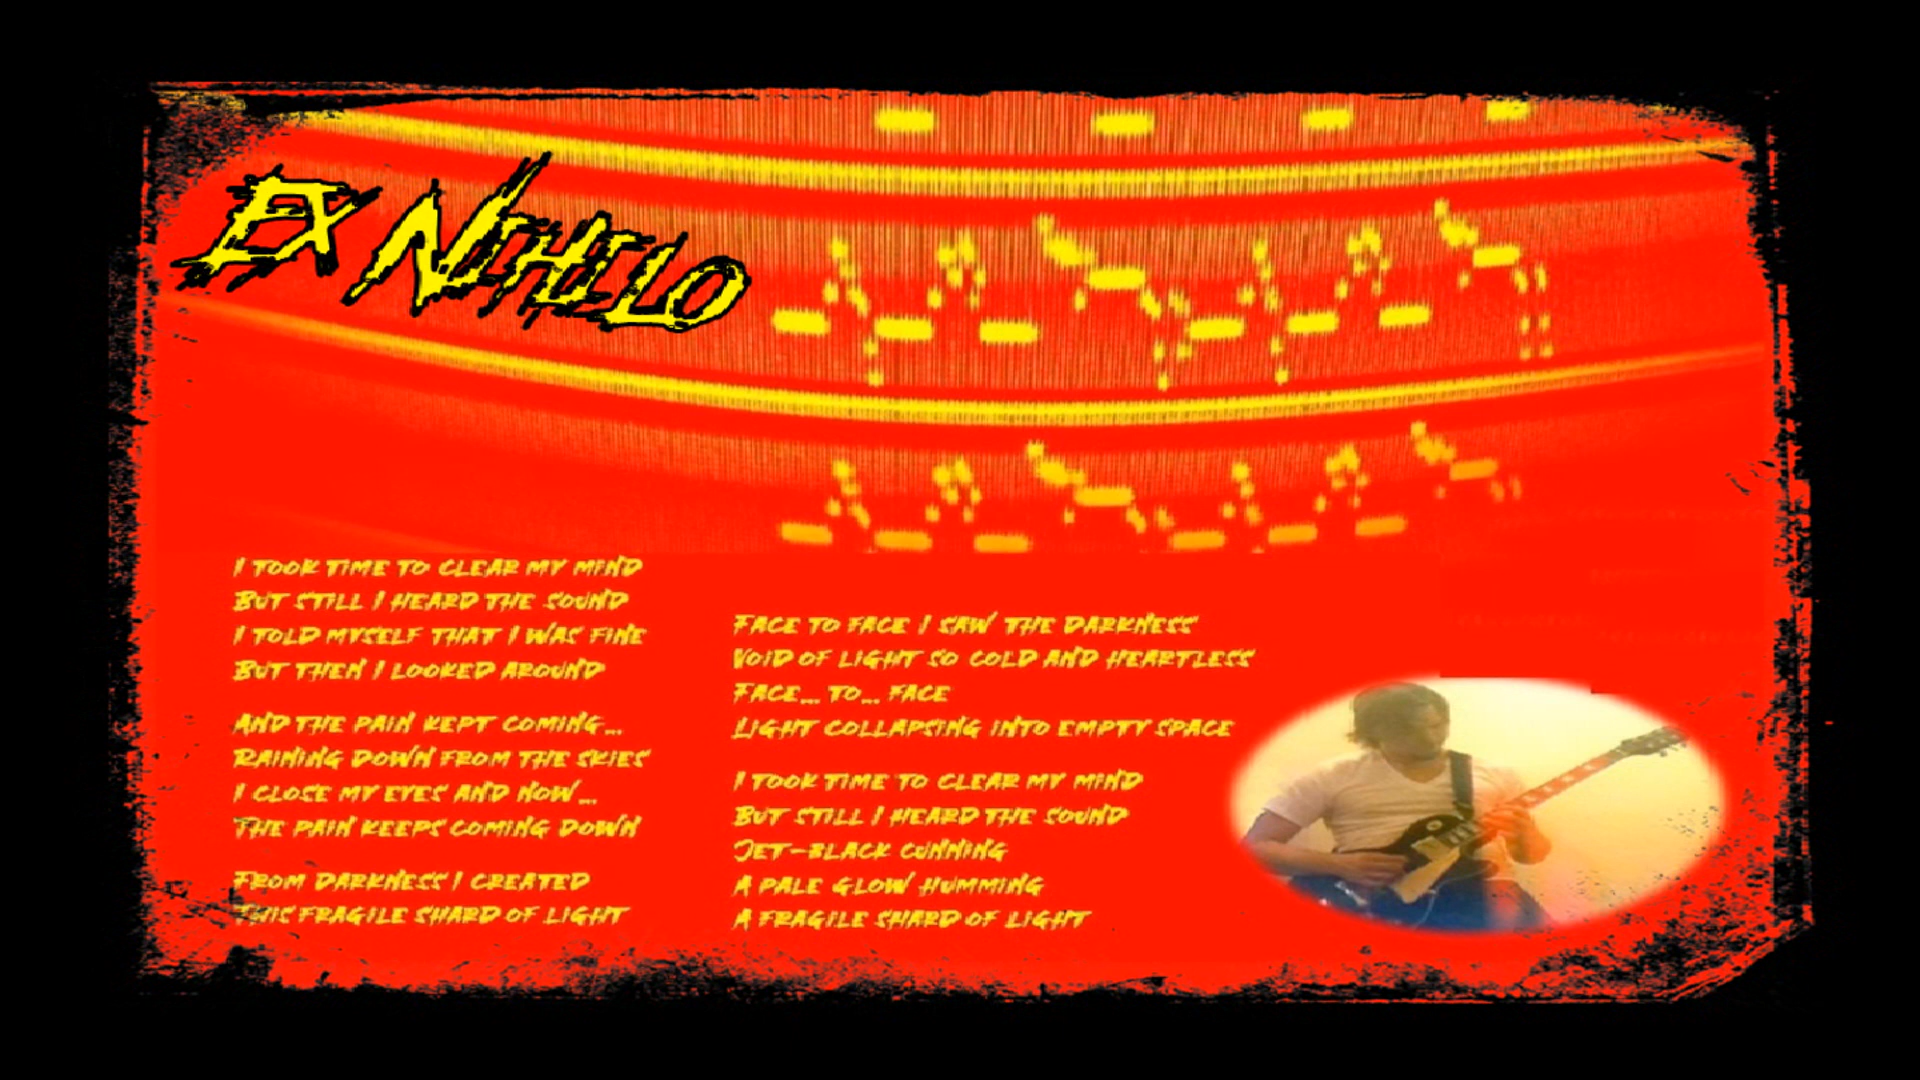 EX NIHILO
I TOOK TIME TO CLEAR MY MIND
BUT STILL I HEARD THE SOUND
I TOLD MYSELF THAT I WAS FINE
BUT THEN I LOOKED AROUND
AND THE PAIN KEPT COMING...
RAINING DOWN FROM THE SKIES
I CLOSE MY EYES AND NOW...
THE PAIN KEEPS COMING DOWN
FROM DARKNESS I CREATED
THIS FRAGILE SHARD OF LIGHT
FACE TO FACE I SAW THE DARKNESS
VOID OF LIGHT SO COLD AND HEARTLESS
FACE... TO... FACE
LIGHT COLLAPSING INTO EMPTY SPACE
I TOOK TIME TO CLEAR MY MIND
BUT STILL I HEARD THE SOUND
JET-BLACK CUNNING
A PALE GLOW HUMMING
A FRAGILE SHARD OF LIGHT